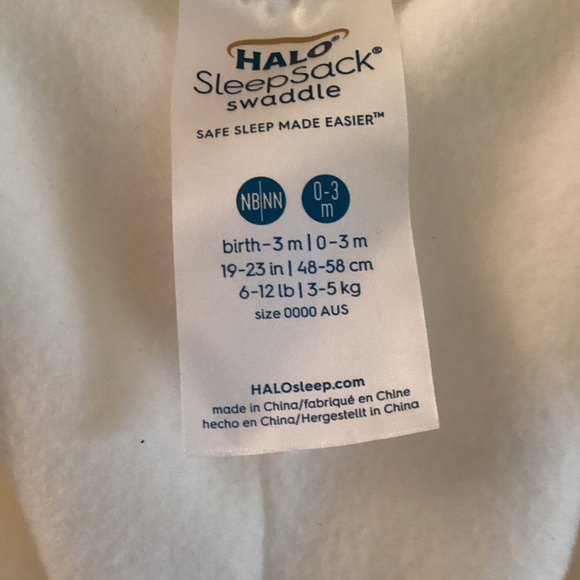 HALO®
SleepSack®
swaddle
SAFE SLEEP MADE EASIER™
NB|NN
0-3
m
birth-3 m | 0-3 m
19-23 in | 48-58 cm
6-12 lb | 3-5 kg
size 0000 AUS
HALOsleep.com
made in China/fabriqué en Chine
hecho en China/Hergestellt in China